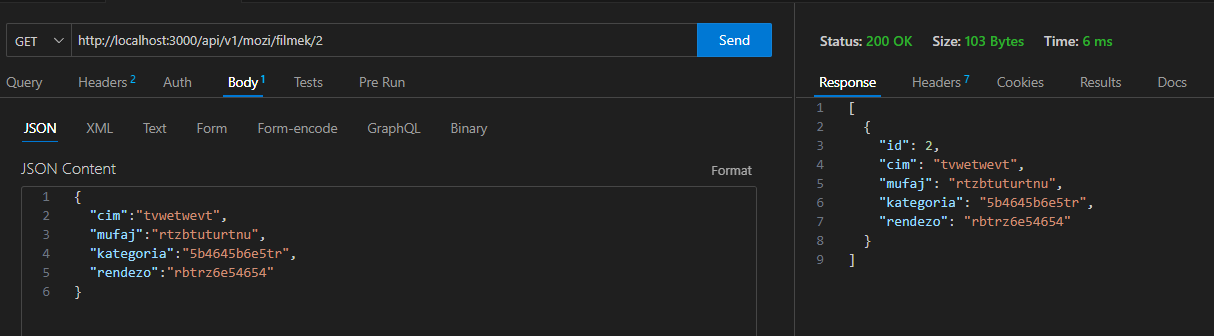 GET http://localhost:3000/api/v1/mozi/filmek/2 Send
Query Headers 2 Auth Body 1 Tests Pre Run
JSON XML Text Form Form-encode GraphQL Binary
JSON Content Format
1 {
2 "cim":"tvwetwevt",
3 "mufaj":"rtzbtuturtnu",
4 "kategoria":"5b4645b6e5tr",
5 "rendezo":"rbtrz6e54654"
6 }
Status: 200 OK Size: 103 Bytes Time: 6 ms
Response Headers 7 Cookies Results Docs
1 [
2 {
3 "id": 2,
4 "cim": "tvwetwevt",
5 "mufaj": "rtzbtuturtnu",
6 "kategoria": "5b4645b6e5tr",
7 "rendezo": "rbtrz6e54654"
8 }
9 ]